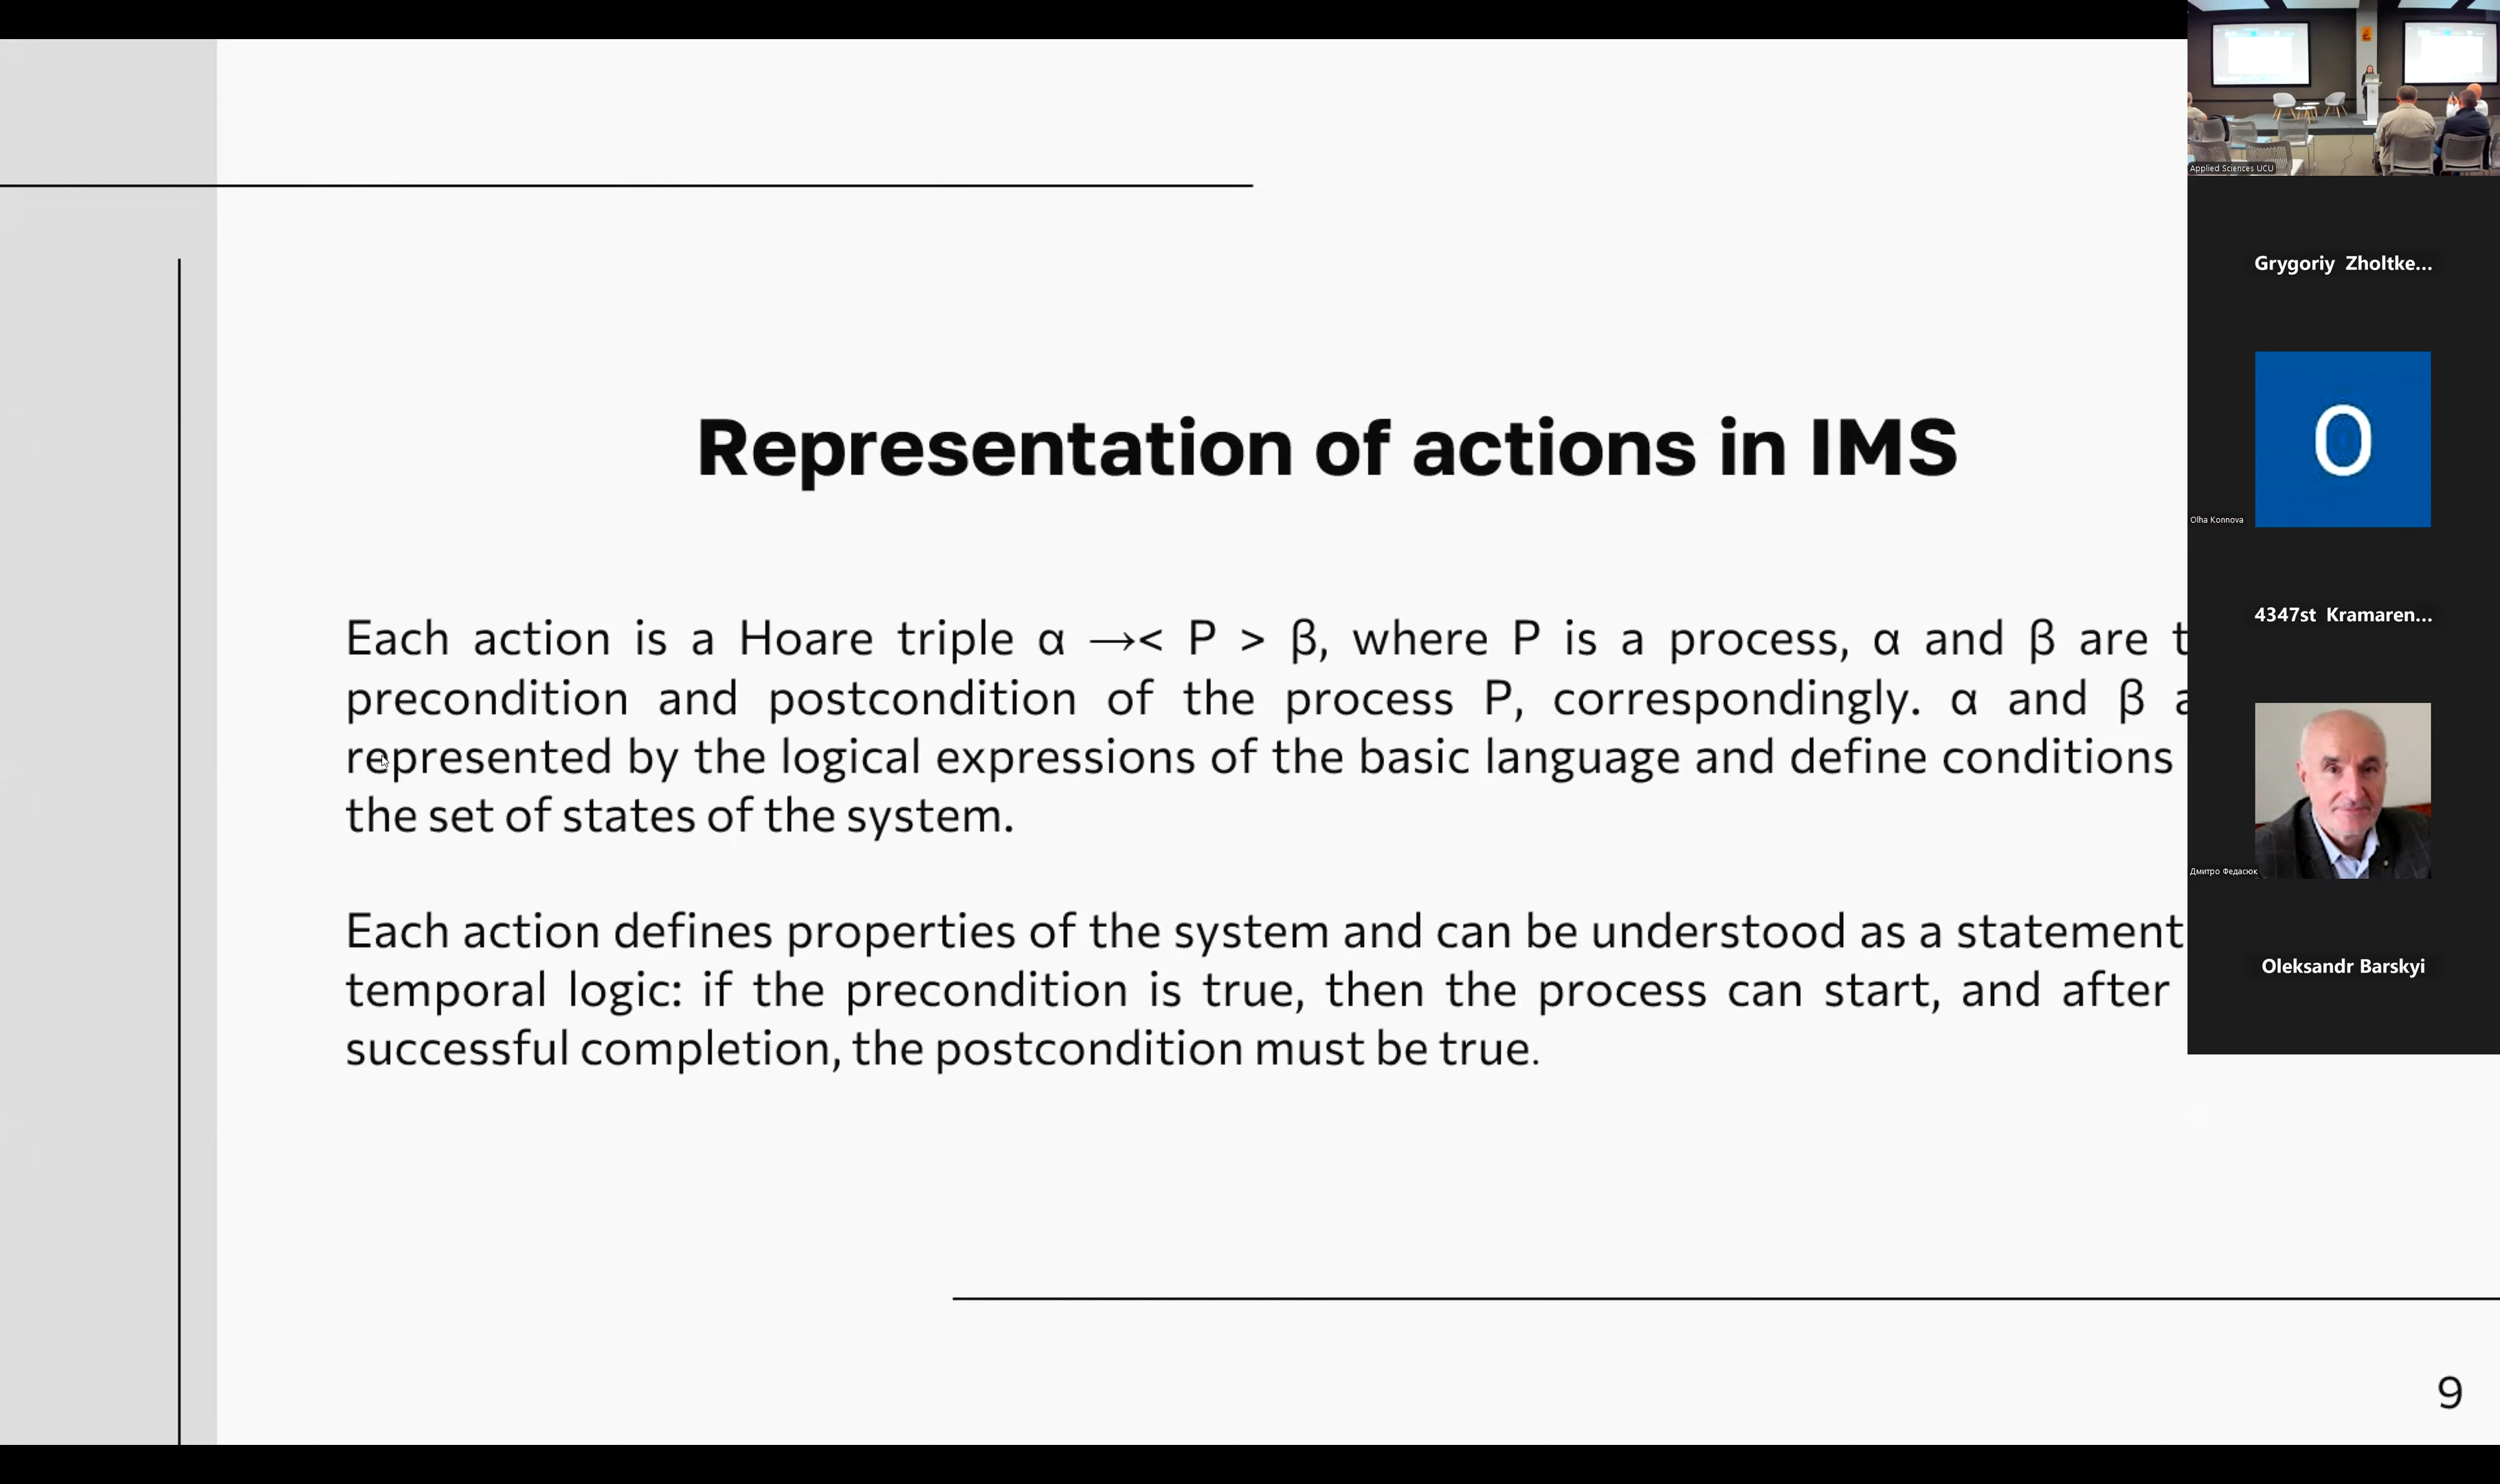 Representation of actions in IMS
Each action is a Hoare triple α →< P > β, where P is a process, α and β are
precondition and postcondition of the process P, correspondingly. α and β
represented by the logical expressions of the basic language and define conditions
the set of states of the system.
Each action defines properties of the system and can be understood as a statement
temporal logic: if the precondition is true, then the process can start, and after
successful completion, the postcondition must be true.
9
Applied Sciences UCU
Grygoriy Zholtke...
O
Olha Konnova
4347st Kramaren...
Дмитро Федасюк
Oleksandr Barskyi